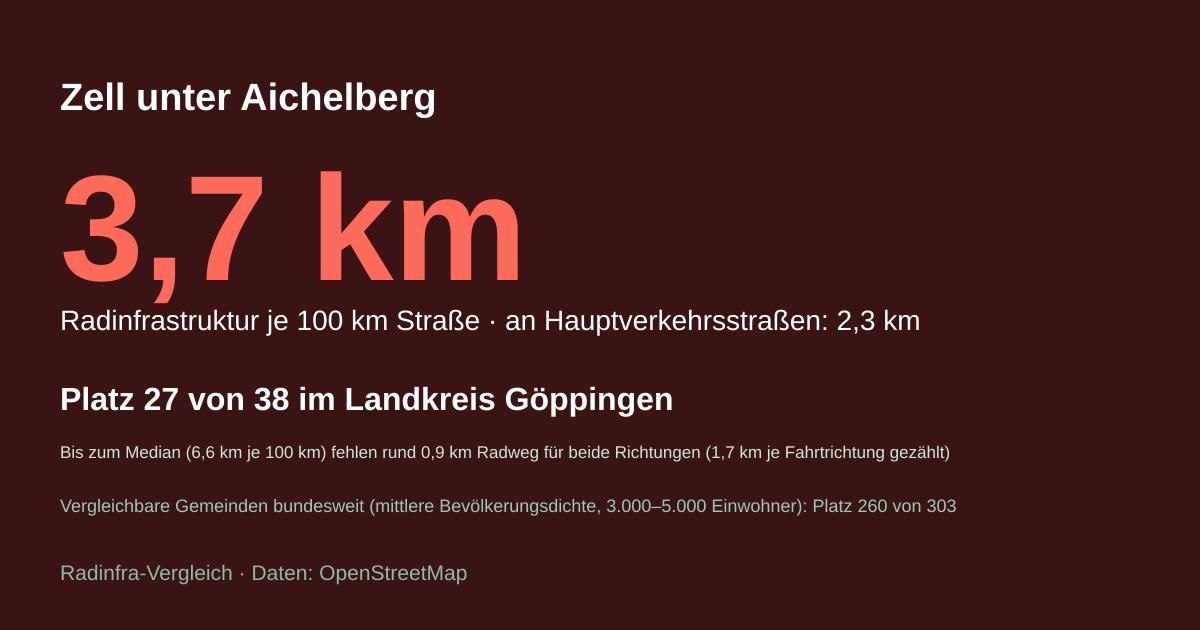 Zell unter Aichelberg
3,7 km
Radinfrastruktur je 100 km Straße · an Hauptverkehrsstraßen: 2,3 km
Platz 27 von 38 im Landkreis Göppingen
Bis zum Median (6,6 km je 100 km) fehlen rund 0,9 km Radweg für beide Richtungen (1,7 km je Fahrtrichtung gezählt)
Vergleichbare Gemeinden bundesweit (mittlere Bevölkerungsdichte, 3.000–5.000 Einwohner): Platz 260 von 303
Radinfra-Vergleich · Daten: OpenStreetMap